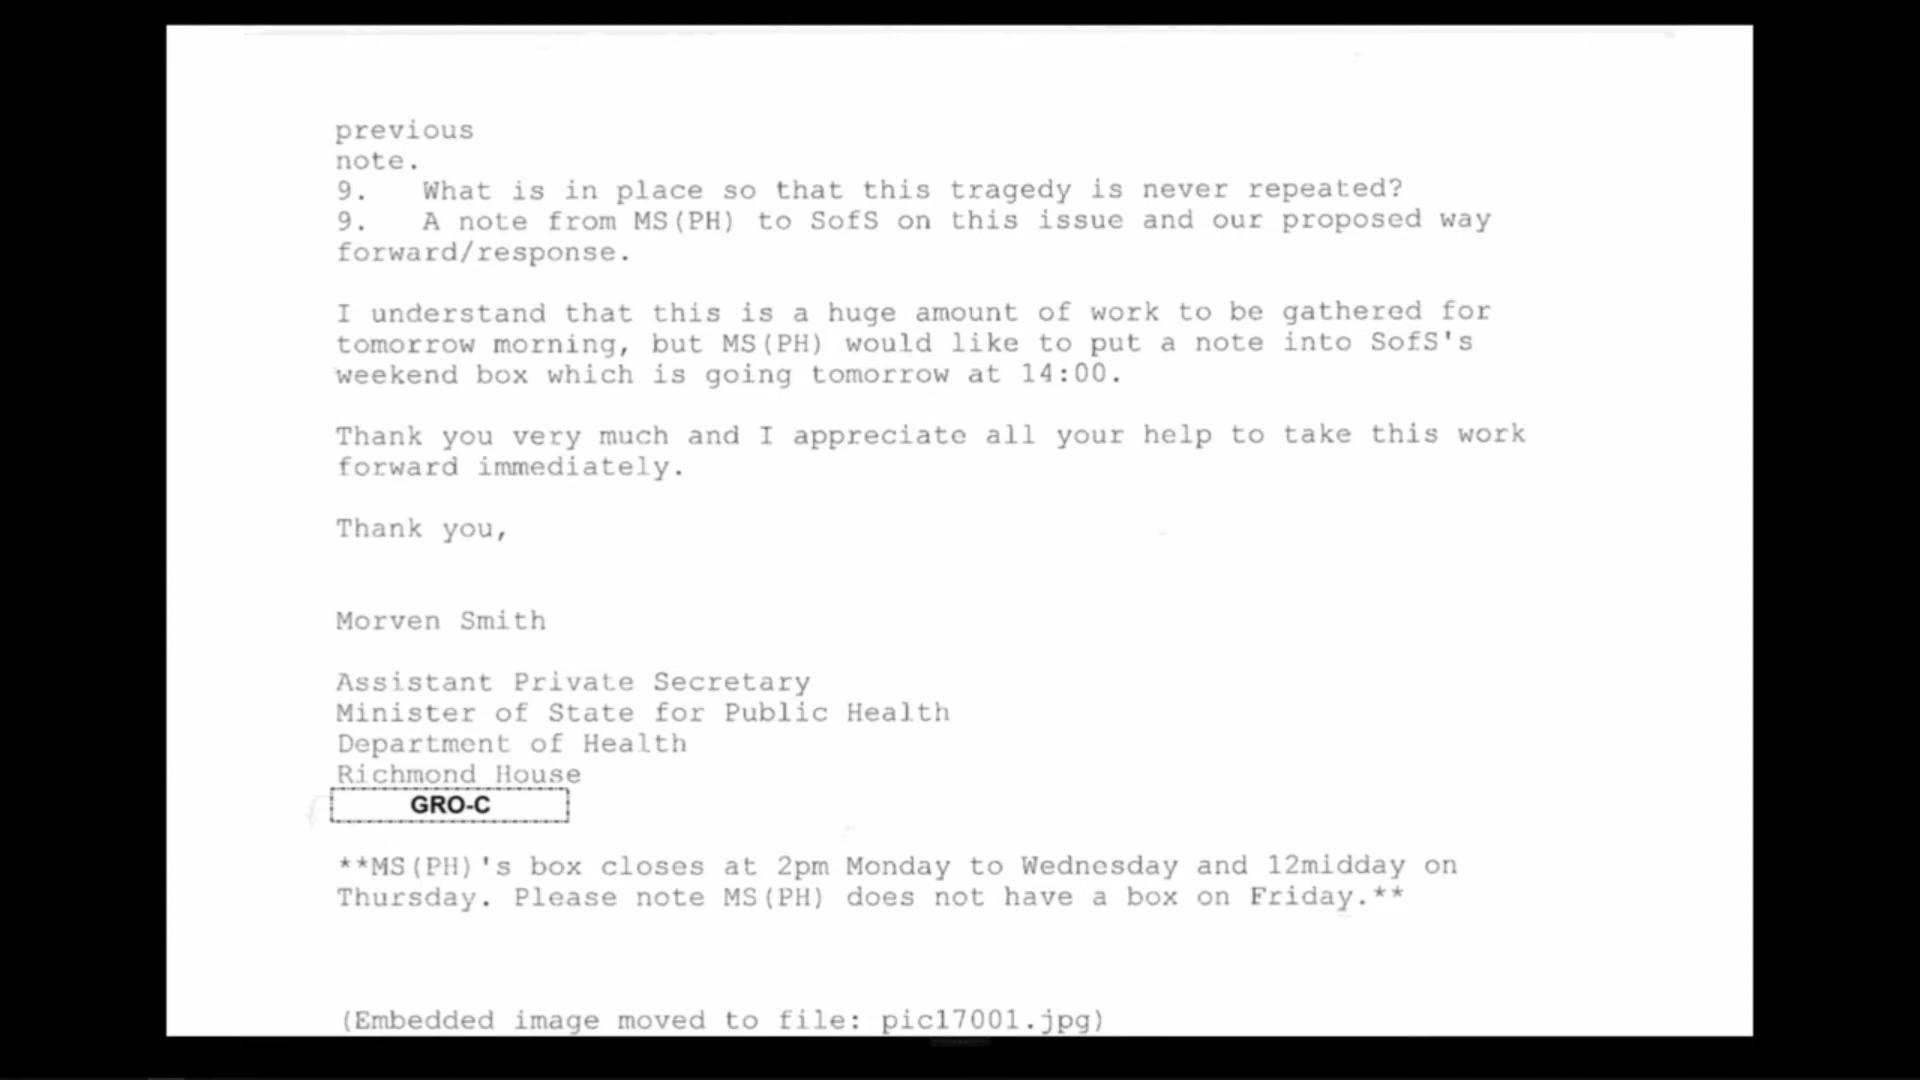 previous
note.
9. What is in place so that this tragedy is never repeated?
9. A note from MS(PH) to SofS on this issue and our proposed way
forward/response.
I understand that this is a huge amount of work to be gathered for
tomorrow morning, but MS(PH) would like to put a note into SofS's
weekend box which is going tomorrow at 14:00.
Thank you very much and I appreciate all your help to take this work
forward immediately.
Thank you,
Morven Smith
Assistant Private Secretary
Minister of State for Public Health
Department of Health
Richmond House
GRO-C
**MS(PH)'s box closes at 2pm Monday to Wednesday and 12midday on
Thursday. Please note MS(PH) does not have a box on Friday.**
(Embedded image moved to file: pic17001.jpg)